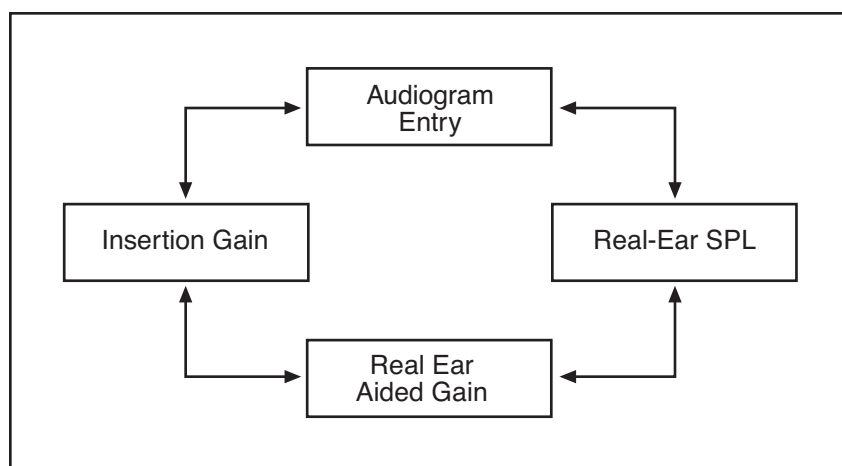 Audiogram
Entry
Insertion Gain
Real-Ear SPL
Real Ear
Aided Gain